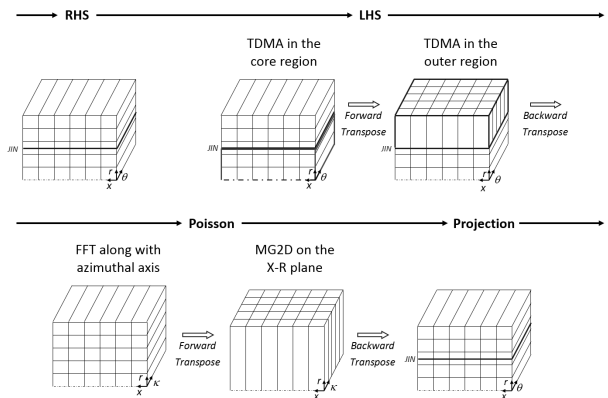 RHS
LHS
TDMA in the
core region
TDMA in the
outer region
Forward
Transpose
Backward
Transpose
JIN
r
θ
x
JIN
r
θ
x
JIN
r
θ
x
Poisson
Projection
FFT along with
azimuthal axis
MG2D on the
X-R plane
Forward
Transpose
Backward
Transpose
JIN
r
κ
x
r
κ
x
r
θ
x